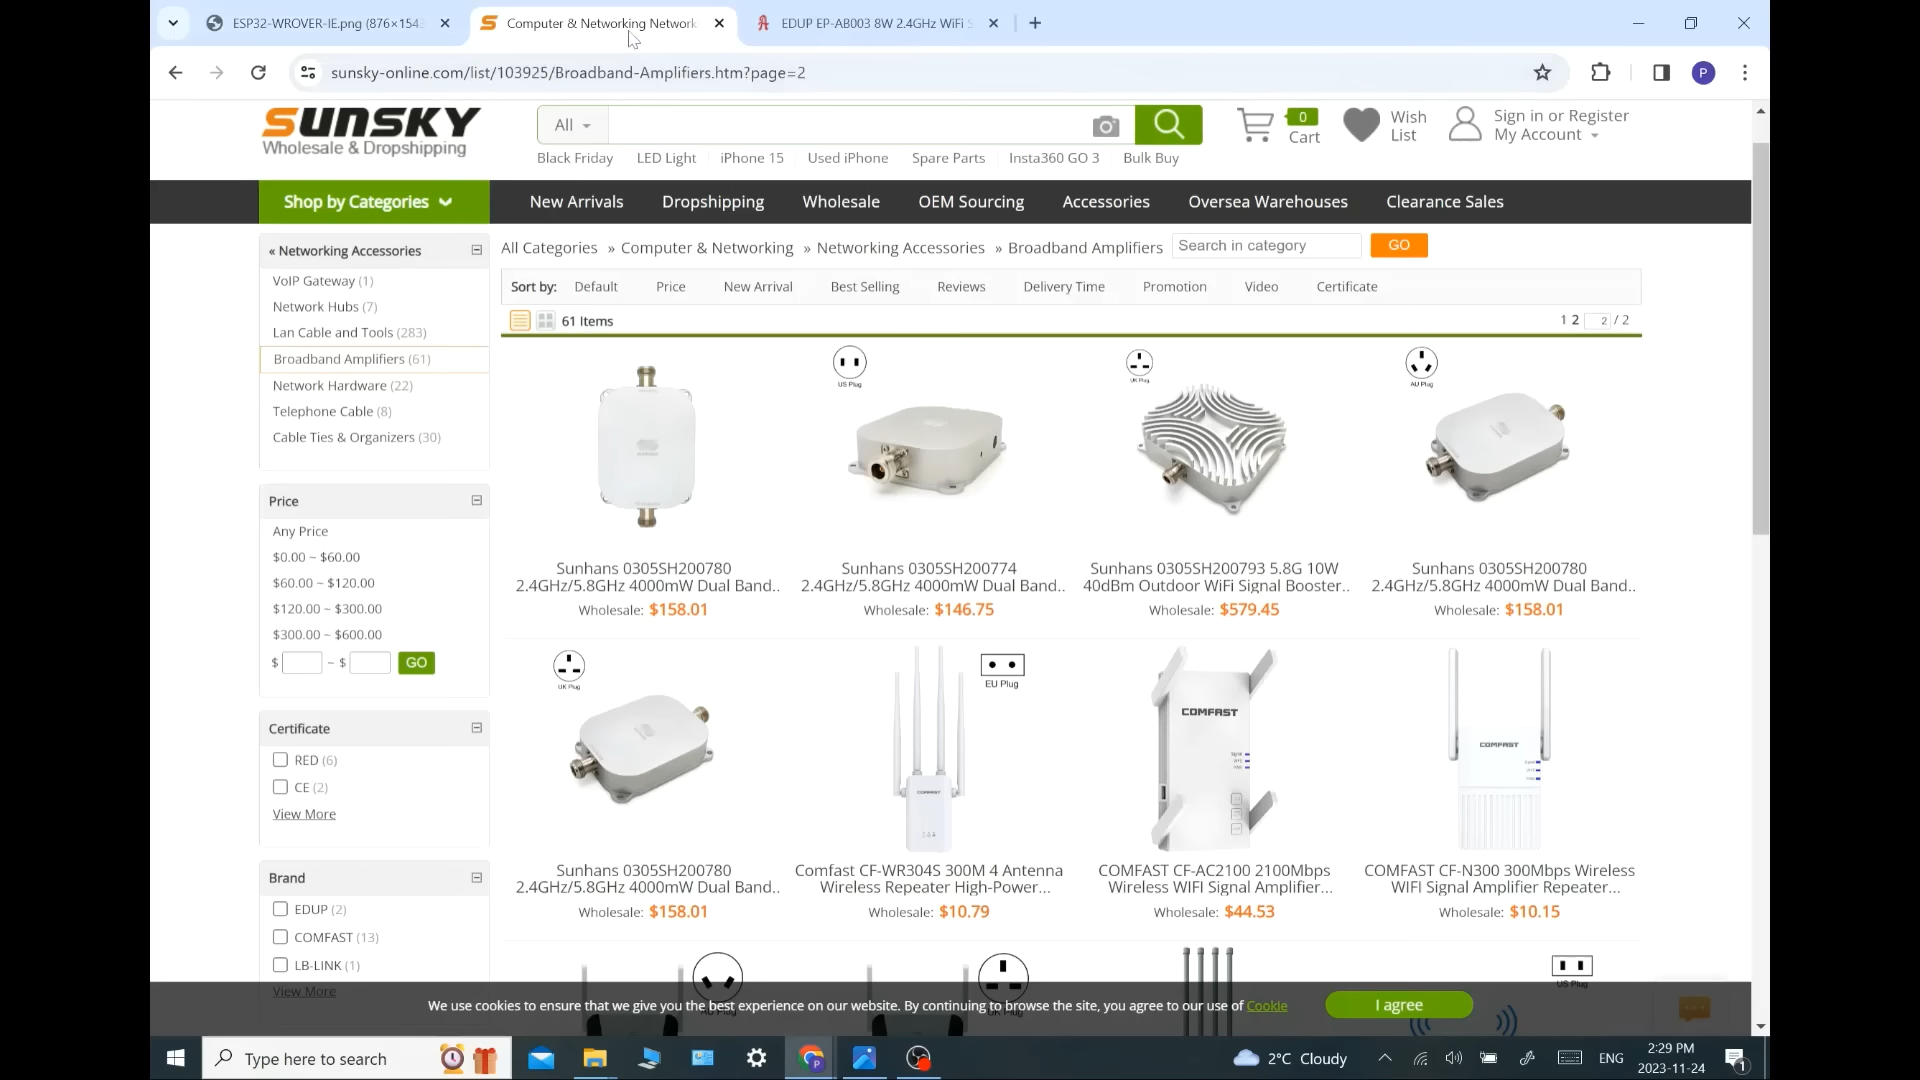 ESP32-WROVER-IE.png (876×154
Computer & Networking Network
EDUP EP-AB003 8W 2.4GHz WiFi
sunsky-online.com/list/103925/Broadband-Amplifiers.htm?page=2
P
SUNSKY
Wholesale & Dropshipping
All
0
Cart
Wish
List
Sign in or Register
My Account
Black Friday LED Light iPhone 15 Used iPhone Spare Parts Insta360 GO 3 Bulk Buy
Shop by Categories
New Arrivals Dropshipping Wholesale OEM Sourcing Accessories Oversea Warehouses Clearance Sales
« Networking Accessories
VoIP Gateway (1)
Network Hubs (7)
Lan Cable and Tools (283)
Broadband Amplifiers (61)
Network Hardware (22)
Telephone Cable (8)
Cable Ties & Organizers (30)
Price
Any Price
$0.00 ~ $60.00
$60.00 ~ $120.00
$120.00 ~ $300.00
$300.00 ~ $600.00
$ ~ $ GO
Certificate
RED (6)
CE (2)
View More
Brand
EDUP (2)
COMFAST (13)
LB-LINK (1)
View More
All Categories » Computer & Networking » Networking Accessories » Broadband Amplifiers Search in category GO
Sort by: Default Price New Arrival Best Selling Reviews Delivery Time Promotion Video Certificate
61 Items
1 2 2 / 2
US Plug
UK Plug
AU Plug
Sunhans 0305SH200780
2.4GHz/5.8GHz 4000mW Dual Band..
Wholesale: $158.01
Sunhans 0305SH200774
2.4GHz/5.8GHz 4000mW Dual Band..
Wholesale: $146.75
Sunhans 0305SH200793 5.8G 10W
40dBm Outdoor WiFi Signal Booster..
Wholesale: $579.45
Sunhans 0305SH200780
2.4GHz/5.8GHz 4000mW Dual Band..
Wholesale: $158.01
UK Plug
EU Plug
COMFAST
COMFAST
COMFAST
Sunhans 0305SH200780
2.4GHz/5.8GHz 4000mW Dual Band..
Wholesale: $158.01
Comfast CF-WR304S 300M 4 Antenna
Wireless Repeater High-Power...
Wholesale: $10.79
COMFAST CF-AC2100 2100Mbps
Wireless WIFI Signal Amplifier...
Wholesale: $44.53
COMFAST CF-N300 300Mbps Wireless
WIFI Signal Amplifier Repeater...
Wholesale: $10.15
US Plug
We use cookies to ensure that we give you the best experience on our website. By continuing to browse the site, you agree to our use of Cookie
I agree
Type here to search
2°C Cloudy
ENG
2:29 PM
2023-11-24
1